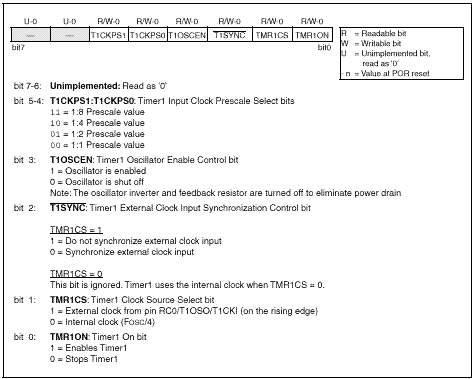 U-0 U-0 R/W-0 R/W-0 R/W-0 R/W-0 R/W-0 R/W-0
— — T1CKPS1 T1CKPS0 T1OSCEN T1SYNC TMR1CS TMR1ON
bit7 bit0
R = Readable bit
W = Writable bit
U = Unimplemented bit,
read as '0'
- n = Value at POR reset
bit 7-6: Unimplemented: Read as '0'
bit 5-4: T1CKPS1:T1CKPS0: Timer1 Input Clock Prescale Select bits
11 = 1:8 Prescale value
10 = 1:4 Prescale value
01 = 1:2 Prescale value
00 = 1:1 Prescale value
bit 3: T1OSCEN: Timer1 Oscillator Enable Control bit
1 = Oscillator is enabled
0 = Oscillator is shut off
Note: The oscillator inverter and feedback resistor are turned off to eliminate power drain
bit 2: T1SYNC: Timer1 External Clock Input Synchronization Control bit
TMR1CS = 1
1 = Do not synchronize external clock input
0 = Synchronize external clock input
TMR1CS = 0
This bit is ignored. Timer1 uses the internal clock when TMR1CS = 0.
bit 1: TMR1CS: Timer1 Clock Source Select bit
1 = External clock from pin RC0/T1OSO/T1CKI (on the rising edge)
0 = Internal clock (FOSC/4)
bit 0: TMR1ON: Timer1 On bit
1 = Enables Timer1
0 = Stops Timer1